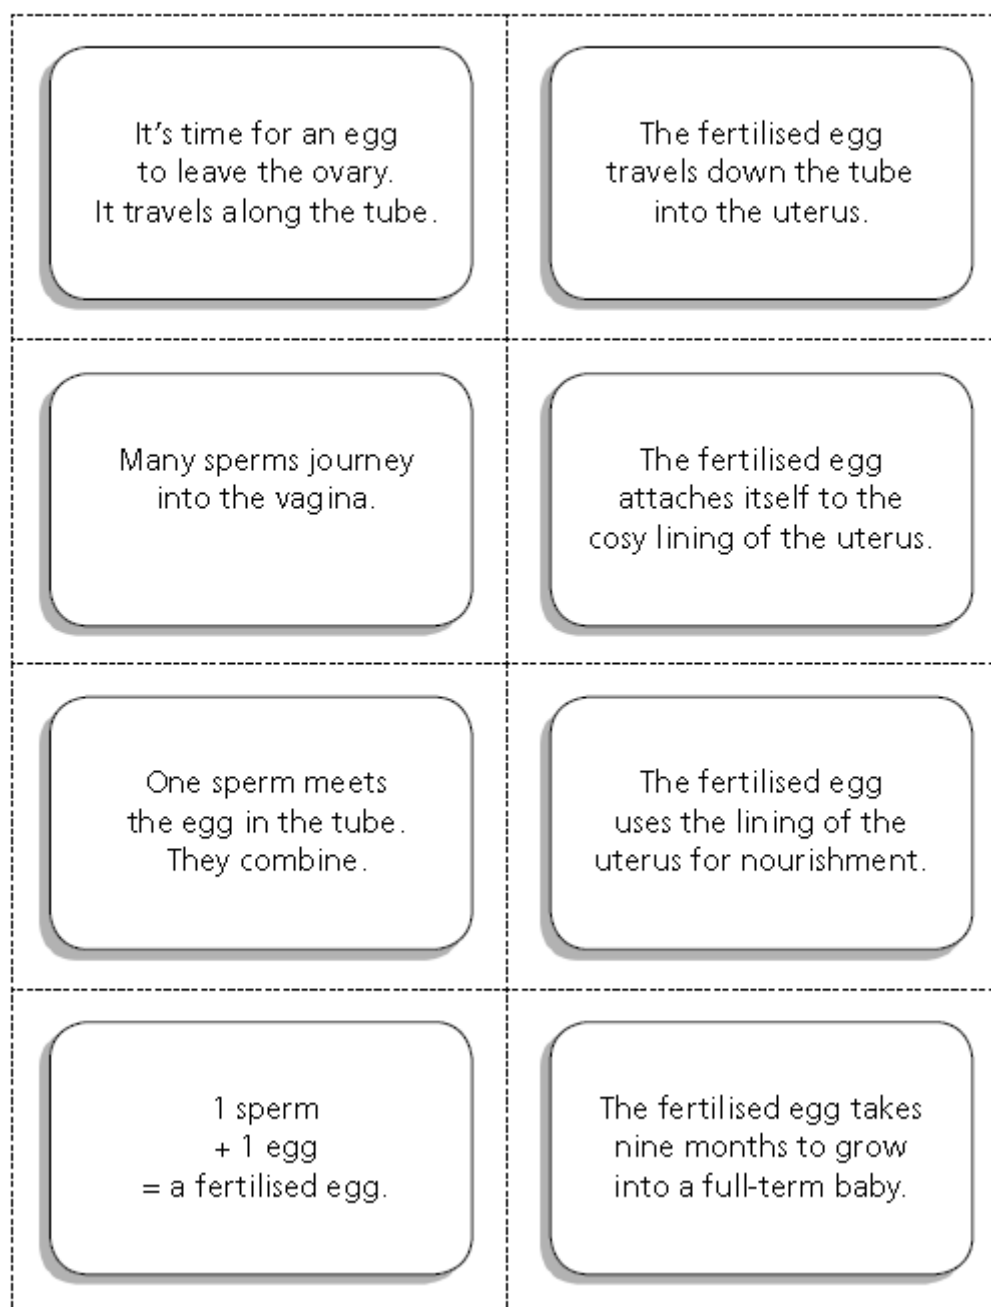 It's time for an egg
to leave the ovary.
It travels along the tube.
The fertilised egg
travels down the tube
into the uterus.
Many sperms journey
into the vagina.
The fertilised egg
attaches itself to the
cosy lining of the uterus.
One sperm meets
the egg in the tube.
They combine.
The fertilised egg
uses the lining of the
uterus for nourishment.
1 sperm
+ 1 egg
= a fertilised egg.
The fertilised egg takes
nine months to grow
into a full-term baby.